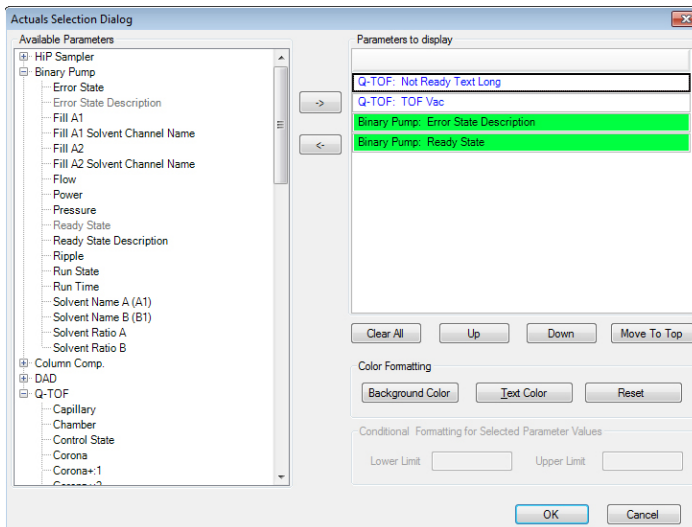 Actuals Selection Dialog
Available Parameters
HiP Sampler
Binary Pump
Error State
Error State Description
Fill A1
Fill A1 Solvent Channel Name
Fill A2
Fill A2 Solvent Channel Name
Flow
Power
Pressure
Ready State
Ready State Description
Ripple
Run State
Run Time
Solvent Name A (A1)
Solvent Name B (B1)
Solvent Ratio A
Solvent Ratio B
Column Comp.
DAD
Q-TOF
Capillary
Chamber
Control State
Corona
Corona+:1
->
<-
Parameters to display
Q-TOF: Not Ready Text Long
Q-TOF: TOF Vac
Binary Pump: Error State Description
Binary Pump: Ready State
Clear All
Up
Down
Move To Top
Color Formatting
Background Color
Text Color
Reset
Conditional Formatting for Selected Parameter Values
Lower Limit
Upper Limit
OK
Cancel